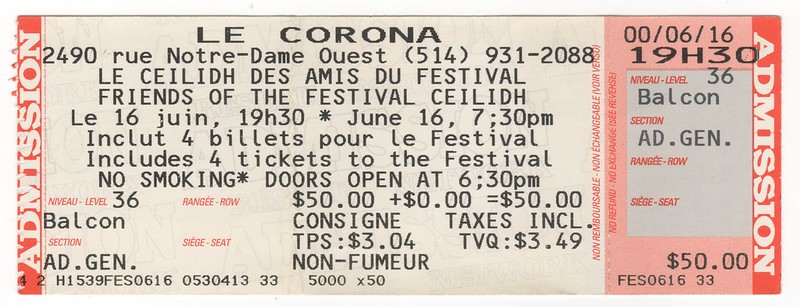 LE CORONA
2490 rue Notre-Dame Ouest (514) 931-2088
LE CEILIDH DES AMIS DU FESTIVAL
FRIENDS OF THE FESTIVAL CEILIDH
Le 16 juin, 19h30 * June 16, 7:30pm
Inclut 4 billets pour le Festival
Includes 4 tickets to the Festival
NO SMOKING* DOORS OPEN AT 6:30pm
NIVEAU - LEVEL 36 RANGÉE - ROW $50.00 +$0.00 =$50.00
Balcon CONSIGNE TAXES INCL.
SECTION SIÈGE - SEAT TPS:$3.04 TVQ:$3.49
AD.GEN. NON-FUMEUR
4 2 H1539FES0616 0530413 33 5000 x50
ADMISSION
NON REMBOURSABLE - NON ÉCHANGEABLE (VOIR VERSO)
NO REFUND - NO EXCHANGE (SEE REVERSE)
00/06/16
19H30
NIVEAU - LEVEL 36
Balcon
SECTION
AD.GEN.
RANGÉE - ROW
SIÈGE - SEAT
$50.00
FES0616 33
ADMISSION